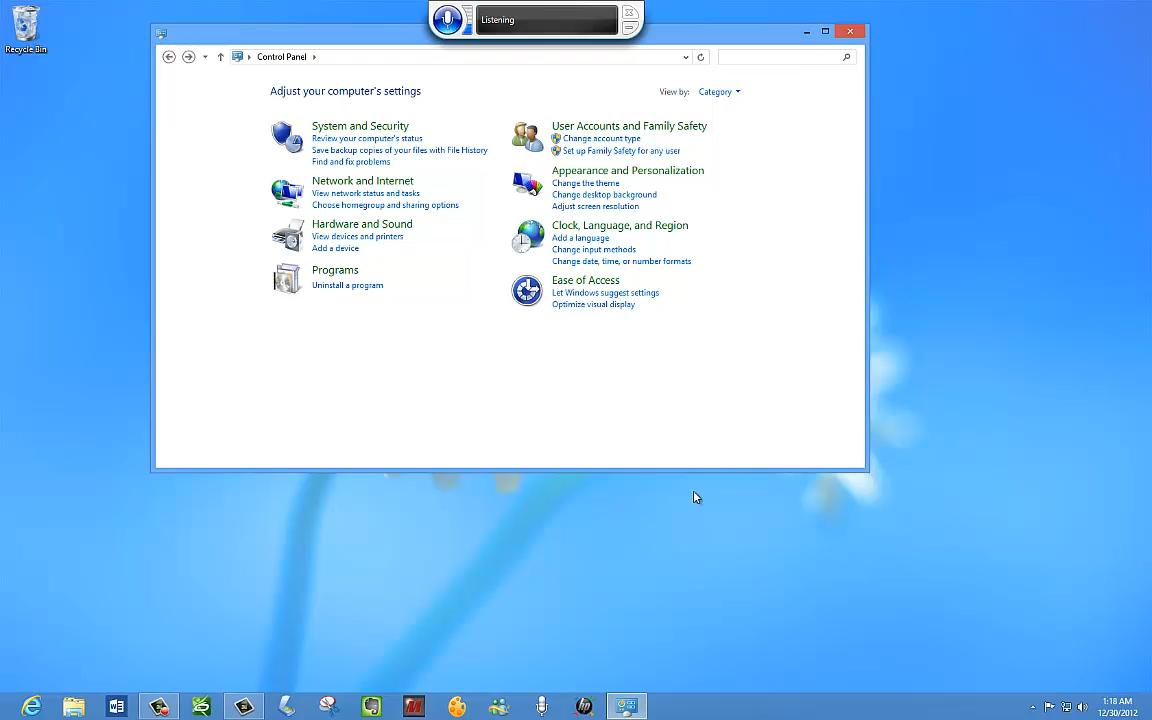 Listening
Recycle Bin
Control Panel
Adjust your computer's settings
View by: Category
System and Security
Review your computer's status
Save backup copies of your files with File History
Find and fix problems
Network and Internet
View network status and tasks
Choose homegroup and sharing options
Hardware and Sound
View devices and printers
Add a device
Programs
Uninstall a program
User Accounts and Family Safety
Change account type
Set up Family Safety for any user
Appearance and Personalization
Change the theme
Change desktop background
Adjust screen resolution
Clock, Language, and Region
Add a language
Change input methods
Change date, time, or number formats
Ease of Access
Let Windows suggest settings
Optimize visual display
1:18 AM
12/30/2012